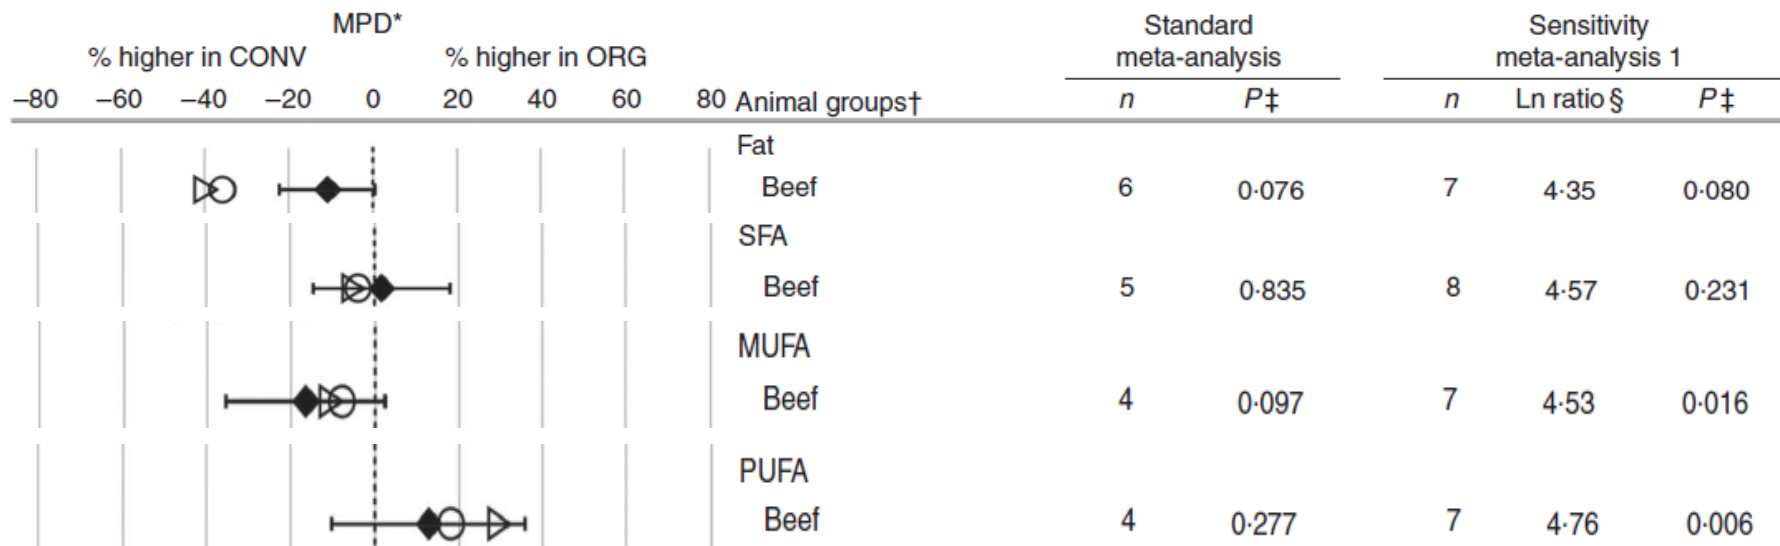 MPD* Standard Sensitivity
% higher in CONV % higher in ORG meta-analysis meta-analysis 1
–80 –60 –40 –20 0 20 40 60 80 Animal groups† n P‡ n Ln ratio § P‡
Fat
Beef 6 0·076 7 4·35 0·080
SFA
Beef 5 0·835 8 4·57 0·231
MUFA
Beef 4 0·097 7 4·53 0·016
PUFA
Beef 4 0·277 7 4·76 0·006